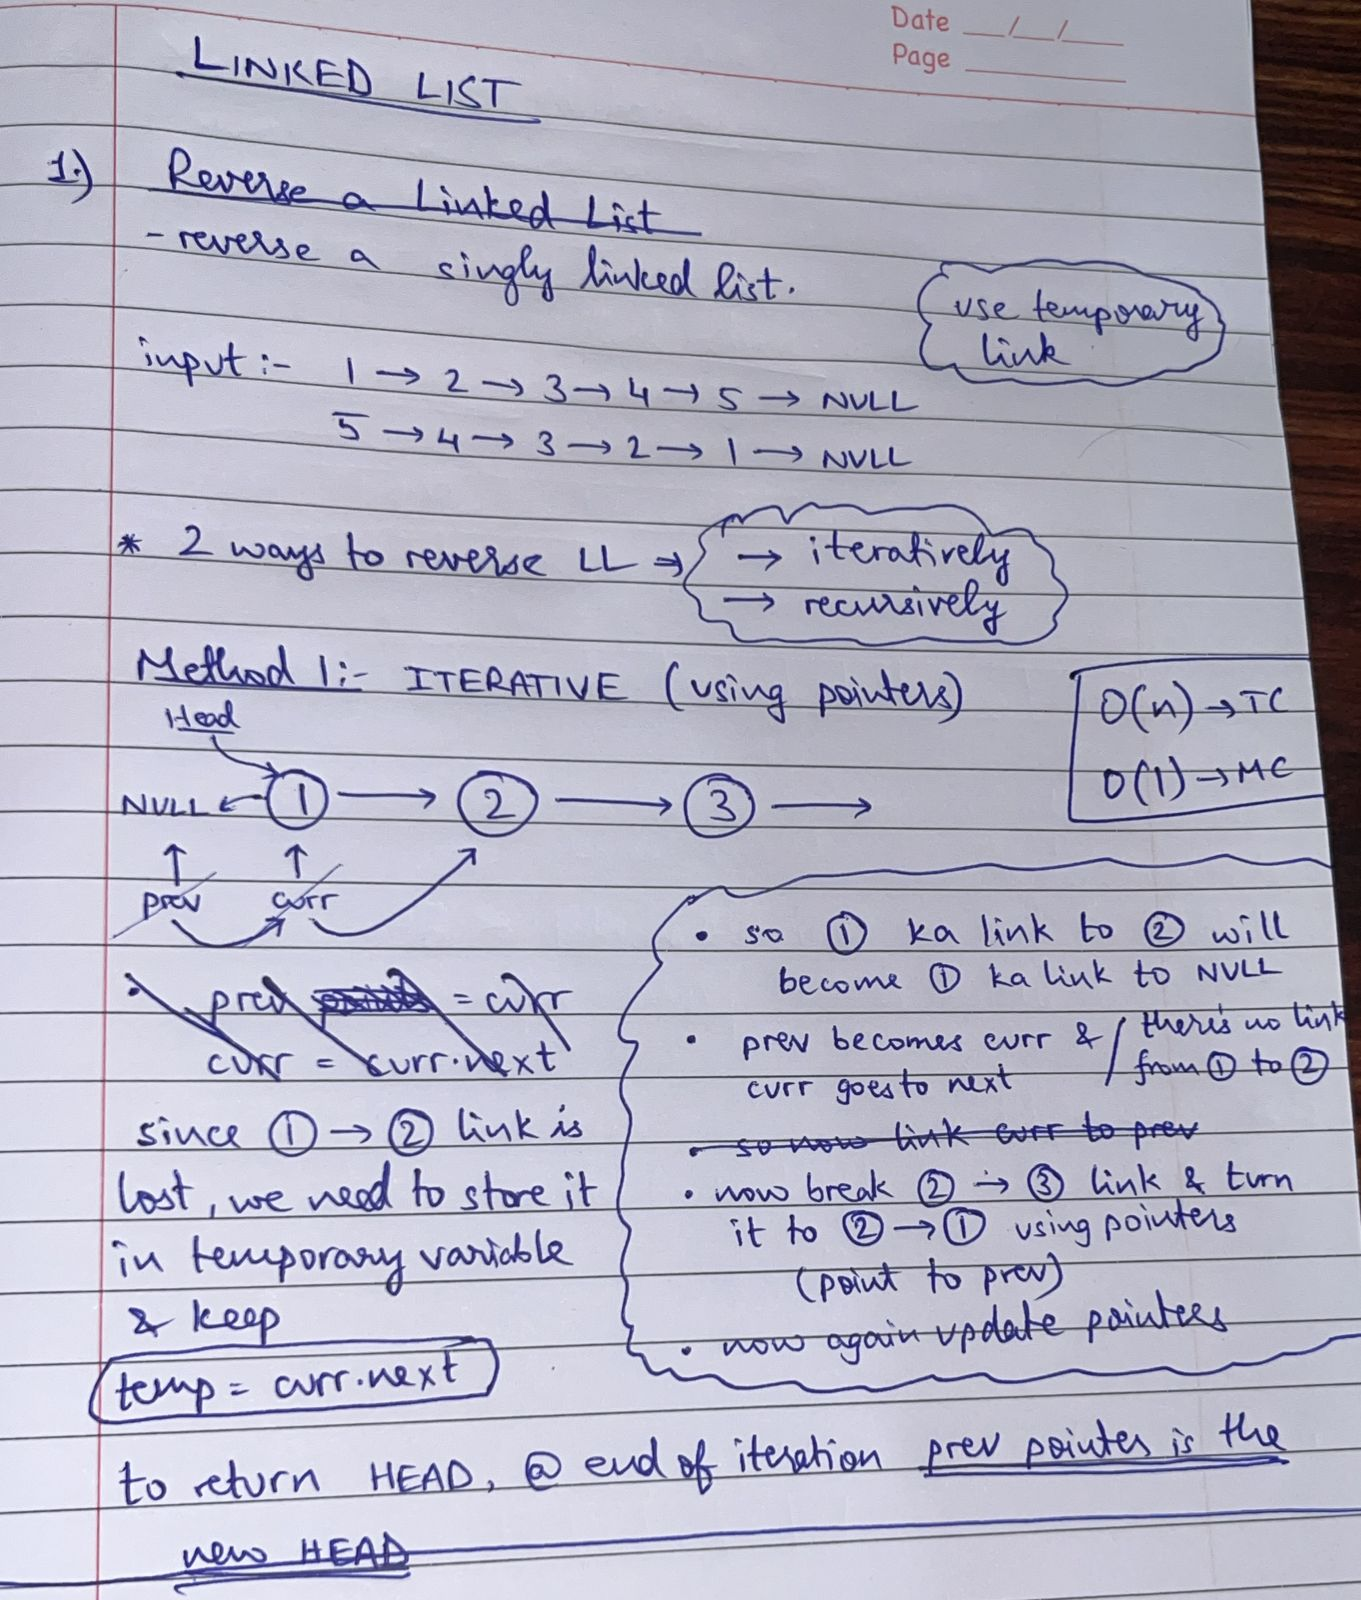 Date __/__/__
Page ______
LINKED LIST
1.) Reverse a Linked List
- reverse a singly linked list.
use temporary
link
input :- 1 → 2 → 3 → 4 → 5 → NULL
5 → 4 → 3 → 2 → 1 → NULL
* 2 ways to reverse LL →
→ iteratively
→ recursively
Method 1:- ITERATIVE (using pointers)
O(n) → TC
O(1) → MC
Head
NULL ← 1 → 2 → 3 →
prev curr
• prev = curr
curr = curr.next
since ① → ② link is
lost, we need to store it
in temporary variable
& keep
temp = curr.next
• so ① ka link to ② will
become ① ka link to NULL
• prev becomes curr & / there's no link
curr goes to next / from ① to ②
• so now link curr to prev
• now break ② → ③ link & turn
it to ② → ① using pointers
(point to prev)
• now again update pointers
to return HEAD, @ end of iteration prev pointer is the
new HEAD